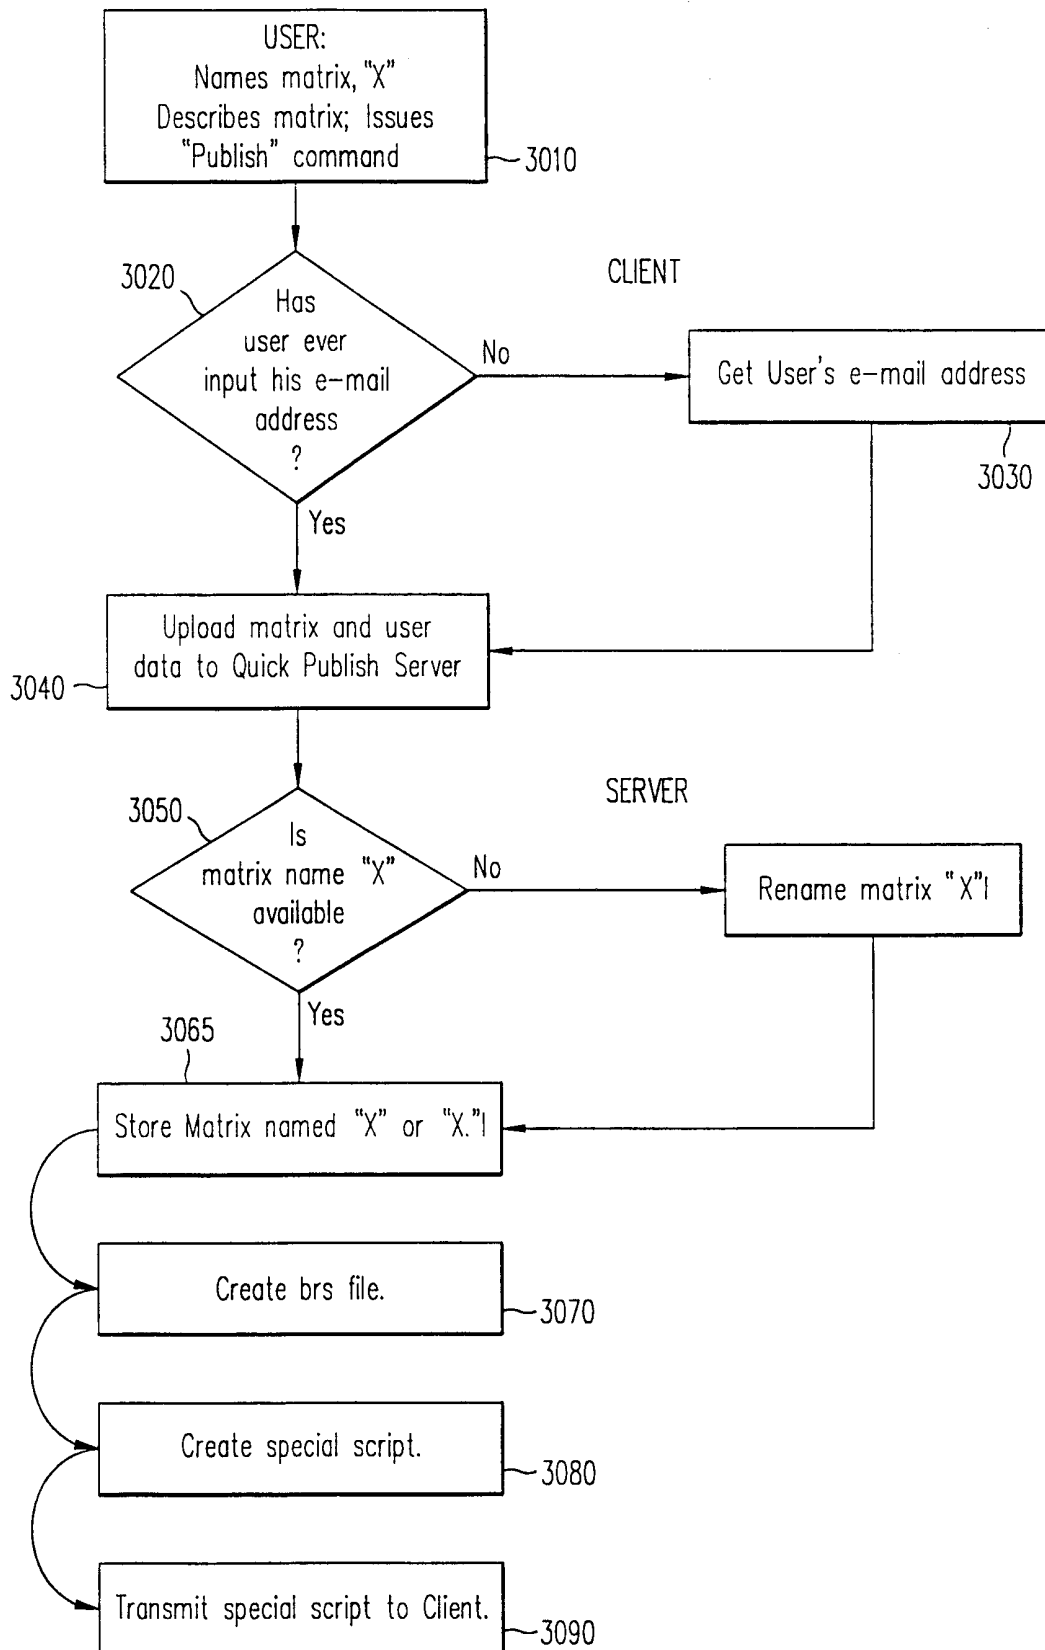 USER:
Names matrix, "X"
Describes matrix; Issues
"Publish" command
3010
3020
Has
user ever
input his e-mail
address
?
No
Yes
CLIENT
Get User's e-mail address
3030
Upload matrix and user
data to Quick Publish Server
3040
3050
Is
matrix name "X"
available
?
No
Yes
SERVER
Rename matrix "X"I
3065
Store Matrix named "X" or "X."I
Create brs file.
3070
Create special script.
3080
Transmit special script to Client.
3090